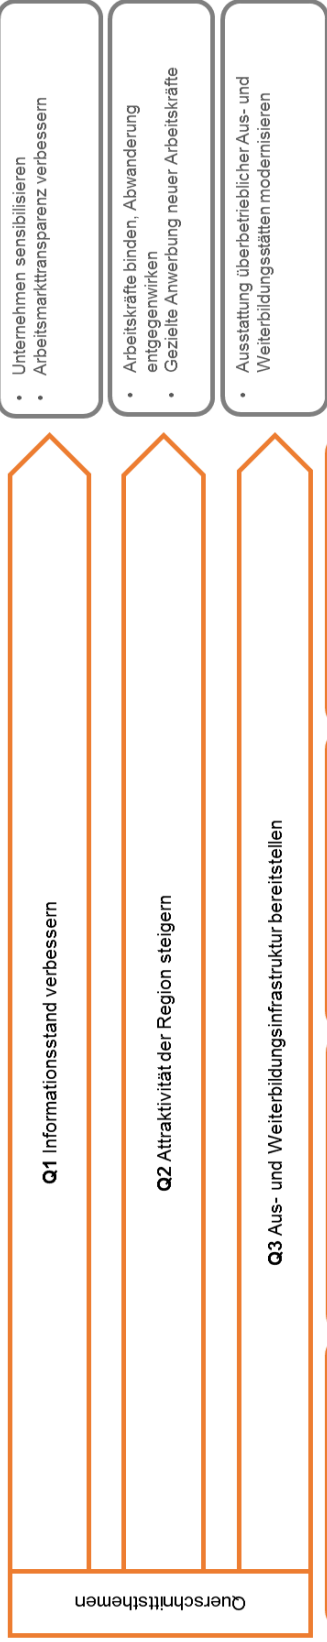 Querschnittsthemen
Q1 Informationsstand verbessern
• Unternehmen sensibilisieren
• Arbeitsmarkttransparenz verbessern
Q2 Attraktivität der Region steigern
• Arbeitskräfte binden, Abwanderung
entgegenwirken
• Gezielte Anwerbung neuer Arbeitskräfte
Q3 Aus- und Weiterbildungsinfrastruktur bereitstellen
• Ausstattung überbetrieblicher Aus- und
Weiterbildungsstätten modernisieren